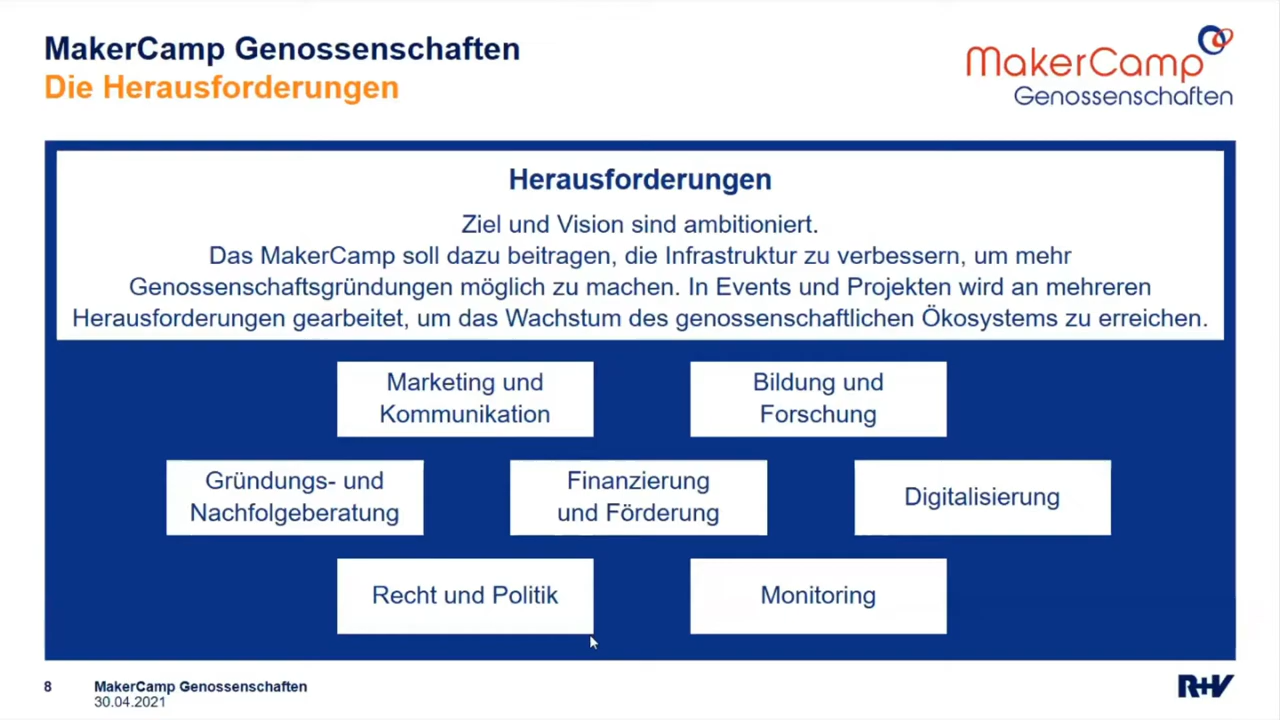 MakerCamp Genossenschaften
Die Herausforderungen
MakerCamp
Genossenschaften
Herausforderungen
Ziel und Vision sind ambitioniert.
Das MakerCamp soll dazu beitragen, die Infrastruktur zu verbessern, um mehr
Genossenschaftsgründungen möglich zu machen. In Events und Projekten wird an mehreren
Herausforderungen gearbeitet, um das Wachstum des genossenschaftlichen Ökosystems zu erreichen.
Marketing und
Kommunikation
Bildung und
Forschung
Gründungs- und
Nachfolgeberatung
Finanzierung
und Förderung
Digitalisierung
Recht und Politik
Monitoring
8
MakerCamp Genossenschaften
30.04.2021
R+V